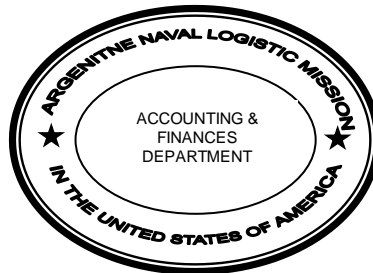 ARGENITNE NAVAL LOGISTIC MISSION
ACCOUNTING &
FINANCES
DEPARTMENT
IN THE UNITED STATES OF AMERICA